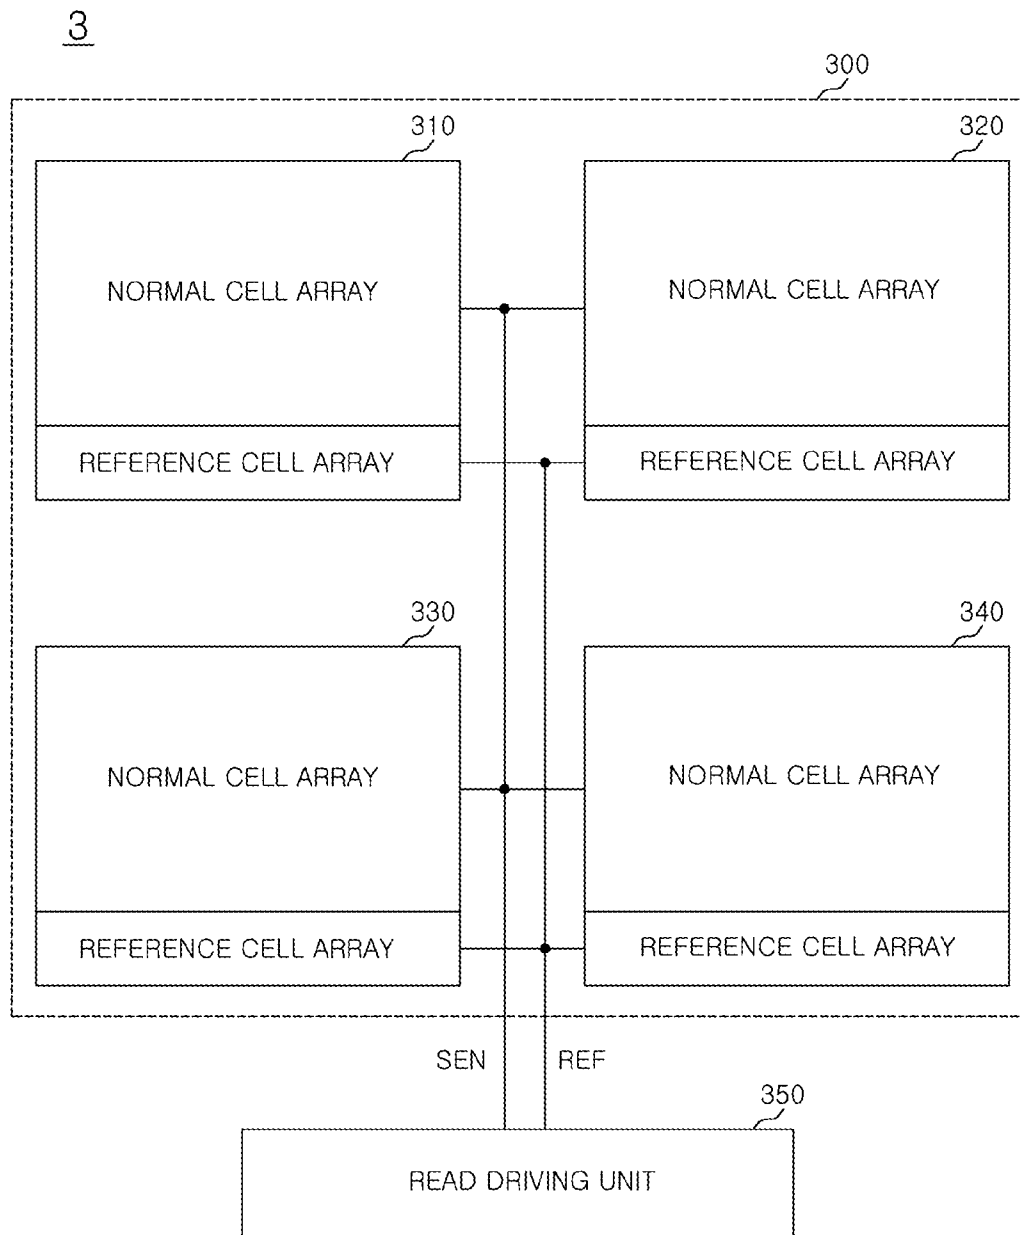 3
300
310
320
NORMAL CELL ARRAY
NORMAL CELL ARRAY
REFERENCE CELL ARRAY
REFERENCE CELL ARRAY
330
340
NORMAL CELL ARRAY
NORMAL CELL ARRAY
REFERENCE CELL ARRAY
REFERENCE CELL ARRAY
SEN
REF
350
READ DRIVING UNIT